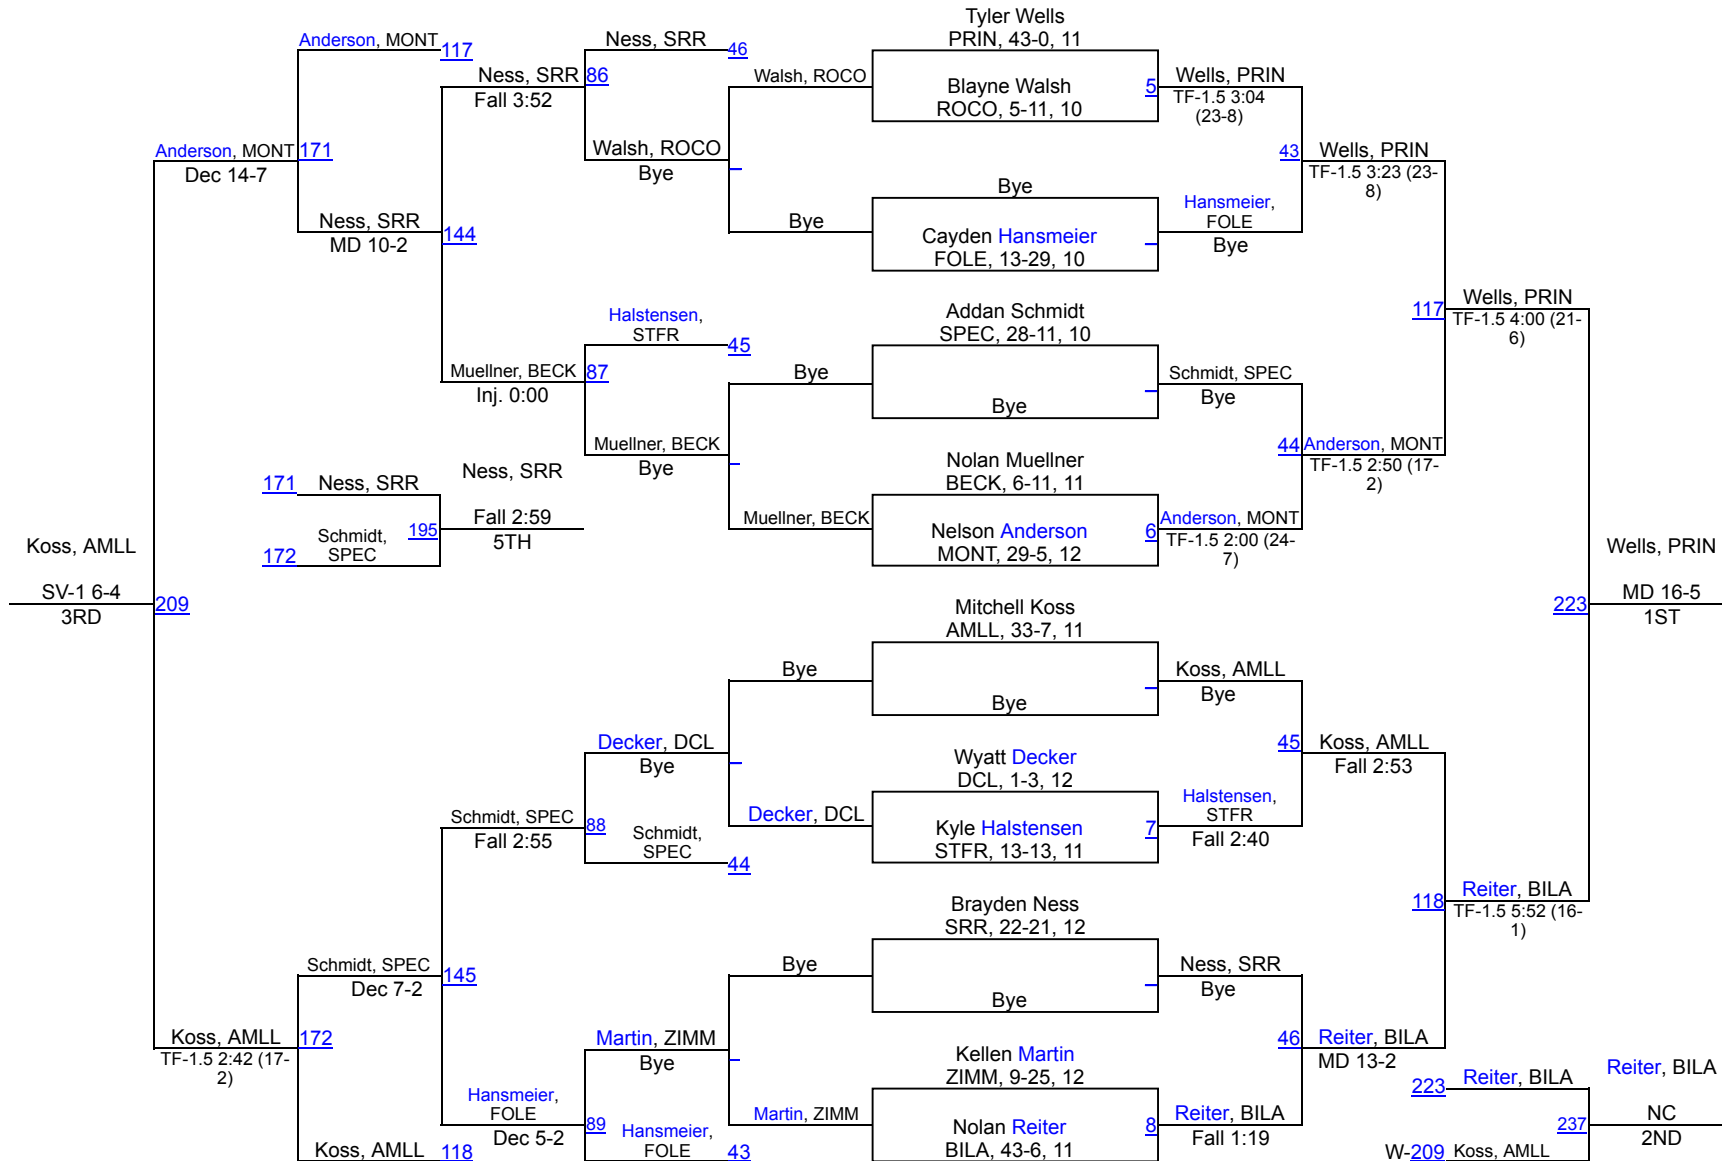 Tyler Wells
PRIN, 43-0, 11
Anderson, MONT
117
Ness, SRR
46
Ness, SRR
86
Fall 3:52
Walsh, ROCO
Blayne Walsh
ROCO, 5-11, 10
5
Wells, PRIN
TF-1.5 3:04
(23-8)
Anderson, MONT
171
Dec 14-7
Walsh, ROCO
Bye
43
Wells, PRIN
TF-1.5 3:23 (23-
8)
Bye
Ness, SRR
MD 10-2
144
Bye
Cayden Hansmeier
FOLE, 13-29, 10
Hansmeier,
FOLE
Bye
Halstensen,
STFR
45
Addan Schmidt
SPEC, 28-11, 10
117
Wells, PRIN
TF-1.5 4:00 (21-
6)
Muellner, BECK
87
Inj. 0:00
Bye
Bye
Schmidt, SPEC
Bye
Muellner, BECK
Bye
44
Anderson, MONT
TF-1.5 2:50 (17-
2)
Nolan Muellner
BECK, 6-11, 11
171
Ness, SRR
Ness, SRR
Schmidt,
SPEC
172
195
Fall 2:59
5TH
Muellner, BECK
Nelson Anderson
MONT, 29-5, 12
6
Anderson, MONT
TF-1.5 2:00 (24-
7)
Koss, AMLL
SV-1 6-4
3RD
209
Wells, PRIN
223
MD 16-5
1ST
Mitchell Koss
AMLL, 33-7, 11
Bye
Bye
Koss, AMLL
Bye
Decker, DCL
Bye
45
Koss, AMLL
Fall 2:53
Wyatt Decker
DCL, 1-3, 12
Schmidt, SPEC
88
Fall 2:55
Schmidt,
SPEC
44
Decker, DCL
Kyle Halstensen
STFR, 13-13, 11
7
Halstensen,
STFR
Fall 2:40
118
Reiter, BILA
TF-1.5 5:52 (16-
1)
Brayden Ness
SRR, 22-21, 12
Schmidt, SPEC
Dec 7-2
145
Bye
Bye
Ness, SRR
Bye
Koss, AMLL
172
TF-1.5 2:42 (17-
2)
Martin, ZIMM
Bye
46
Reiter, BILA
MD 13-2
Kellen Martin
ZIMM, 9-25, 12
Hansmeier,
FOLE
89
Dec 5-2
Hansmeier,
FOLE
43
Martin, ZIMM
Nolan Reiter
BILA, 43-6, 11
8
Reiter, BILA
Fall 1:19
Koss, AMLL
118
223
Reiter, BILA
Reiter, BILA
237
NC
2ND
W-209
Koss, AMLL